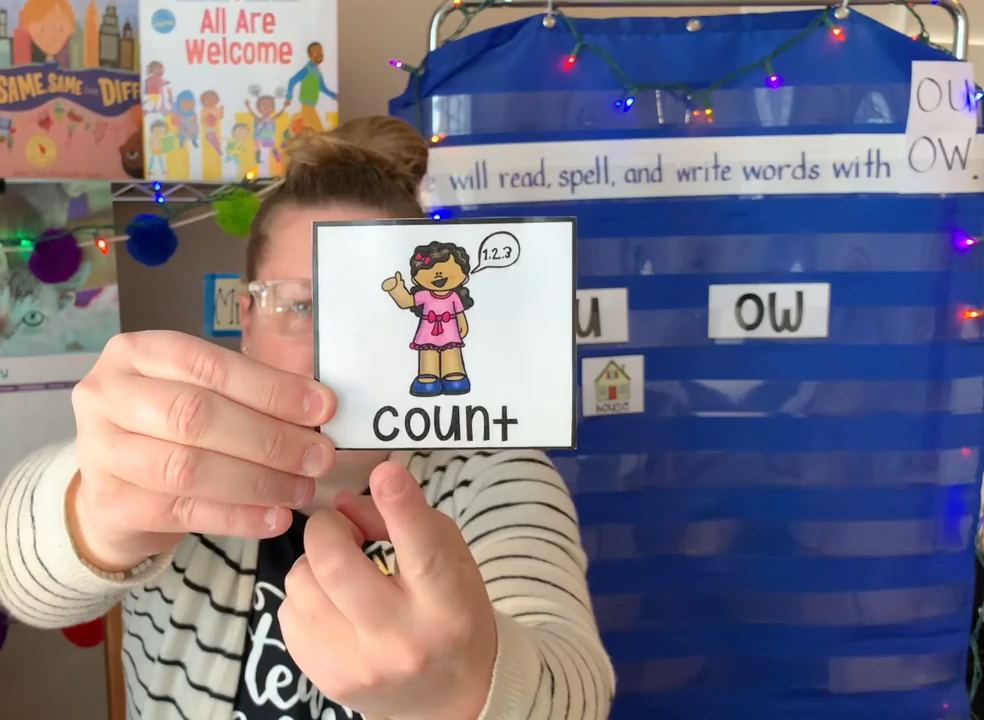 All Are
Welcome
SAME, SAME
OU
OW.
will read, spell, and write words with
1.2.3
ow
house
count